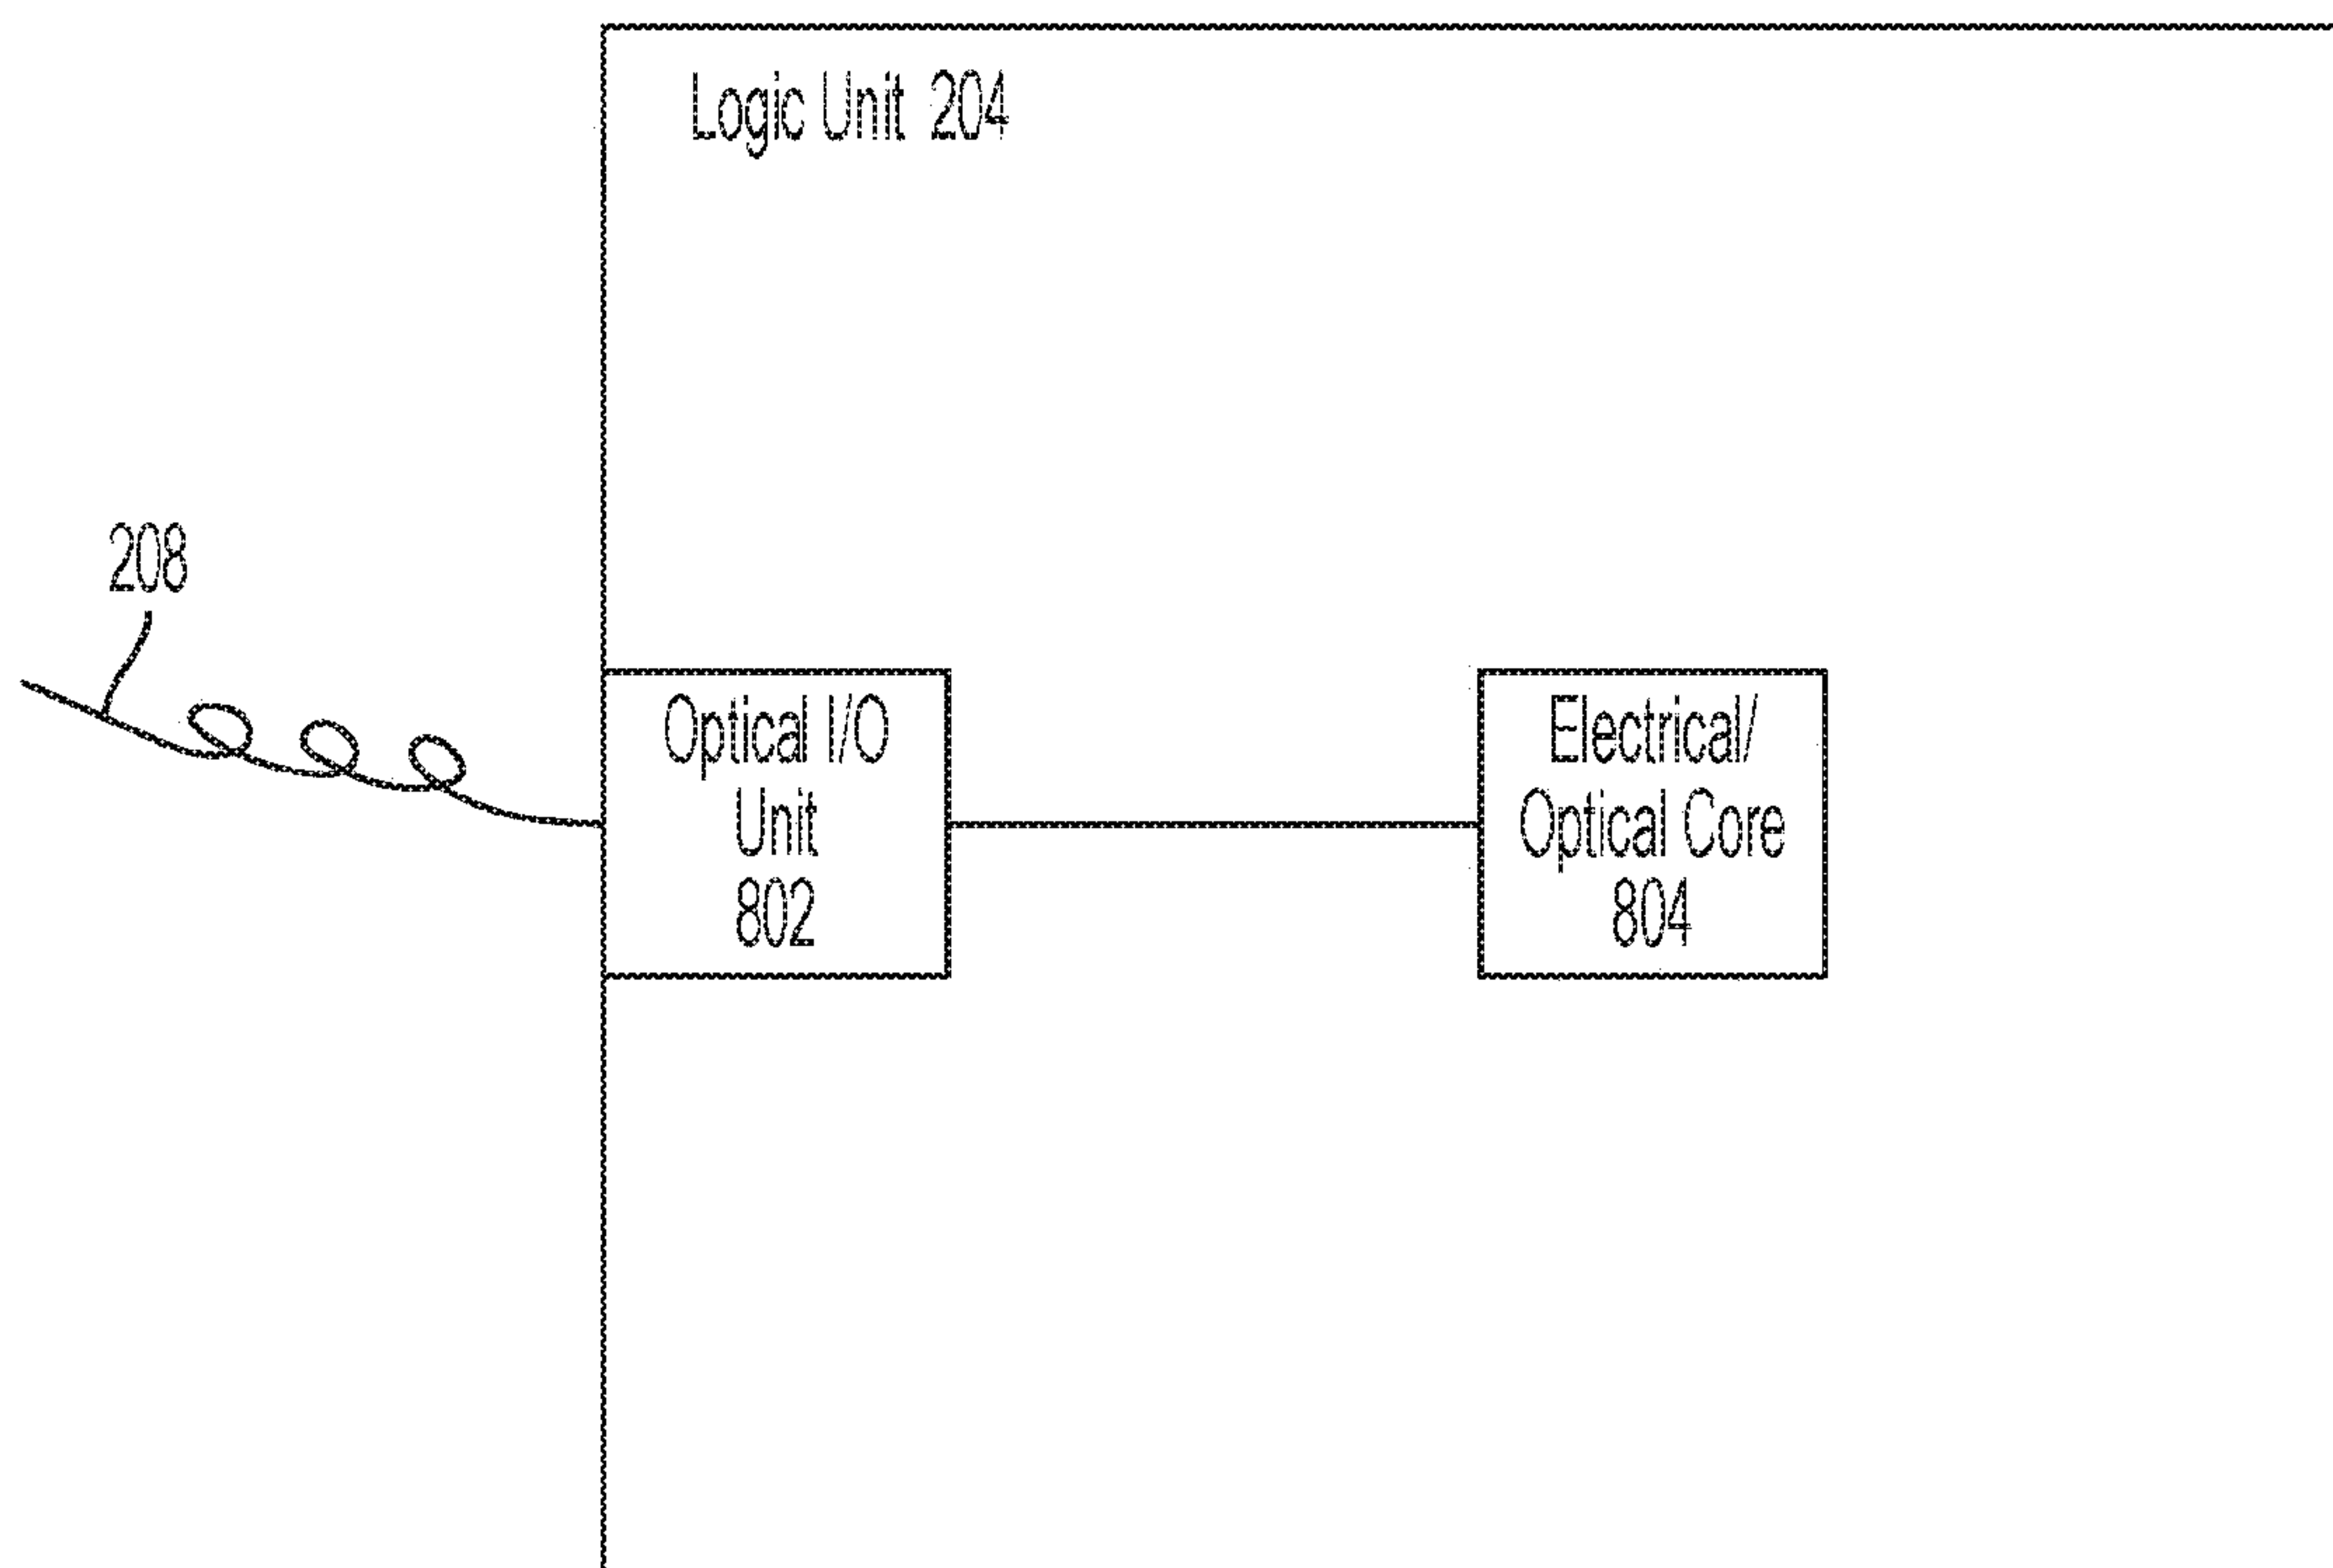 Logic Unit 204
208
Optical I/O
Unit
802
Electrical/
Optical Core
804